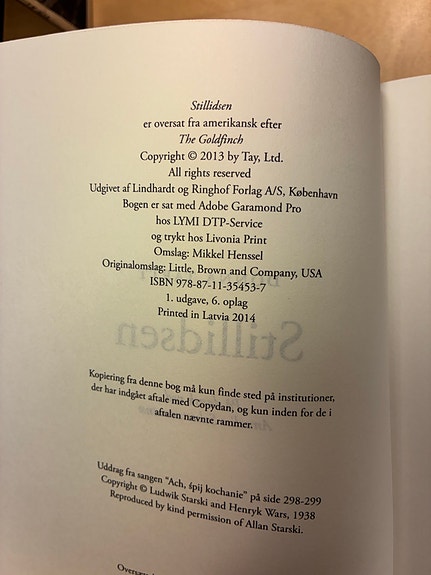 Stillidsen
er oversat fra amerikansk efter
The Goldfinch
Copyright © 2013 by Tay, Ltd.
All rights reserved
Udgivet af Lindhardt og Ringhof Forlag A/S, København
Bogen er sat med Adobe Garamond Pro
hos LYMI DTP-Service
og trykt hos Livonia Print
Omslag: Mikkel Henssel
Originalomslag: Little, Brown and Company, USA
ISBN 978-87-11-35453-7
1. udgave, 6. oplag
Printed in Latvia 2014
Stillidsen
Kopiering fra denne bog må kun finde sted på institutioner,
der har indgået aftale med Copydan, og kun inden for de i
aftalen nævnte rammer.
Uddrag fra sangen "Ach, śpij kochanie" på side 298-299
Copyright © Ludwik Starski and Henryk Wars, 1938
Reproduced by kind permission of Allan Starski.